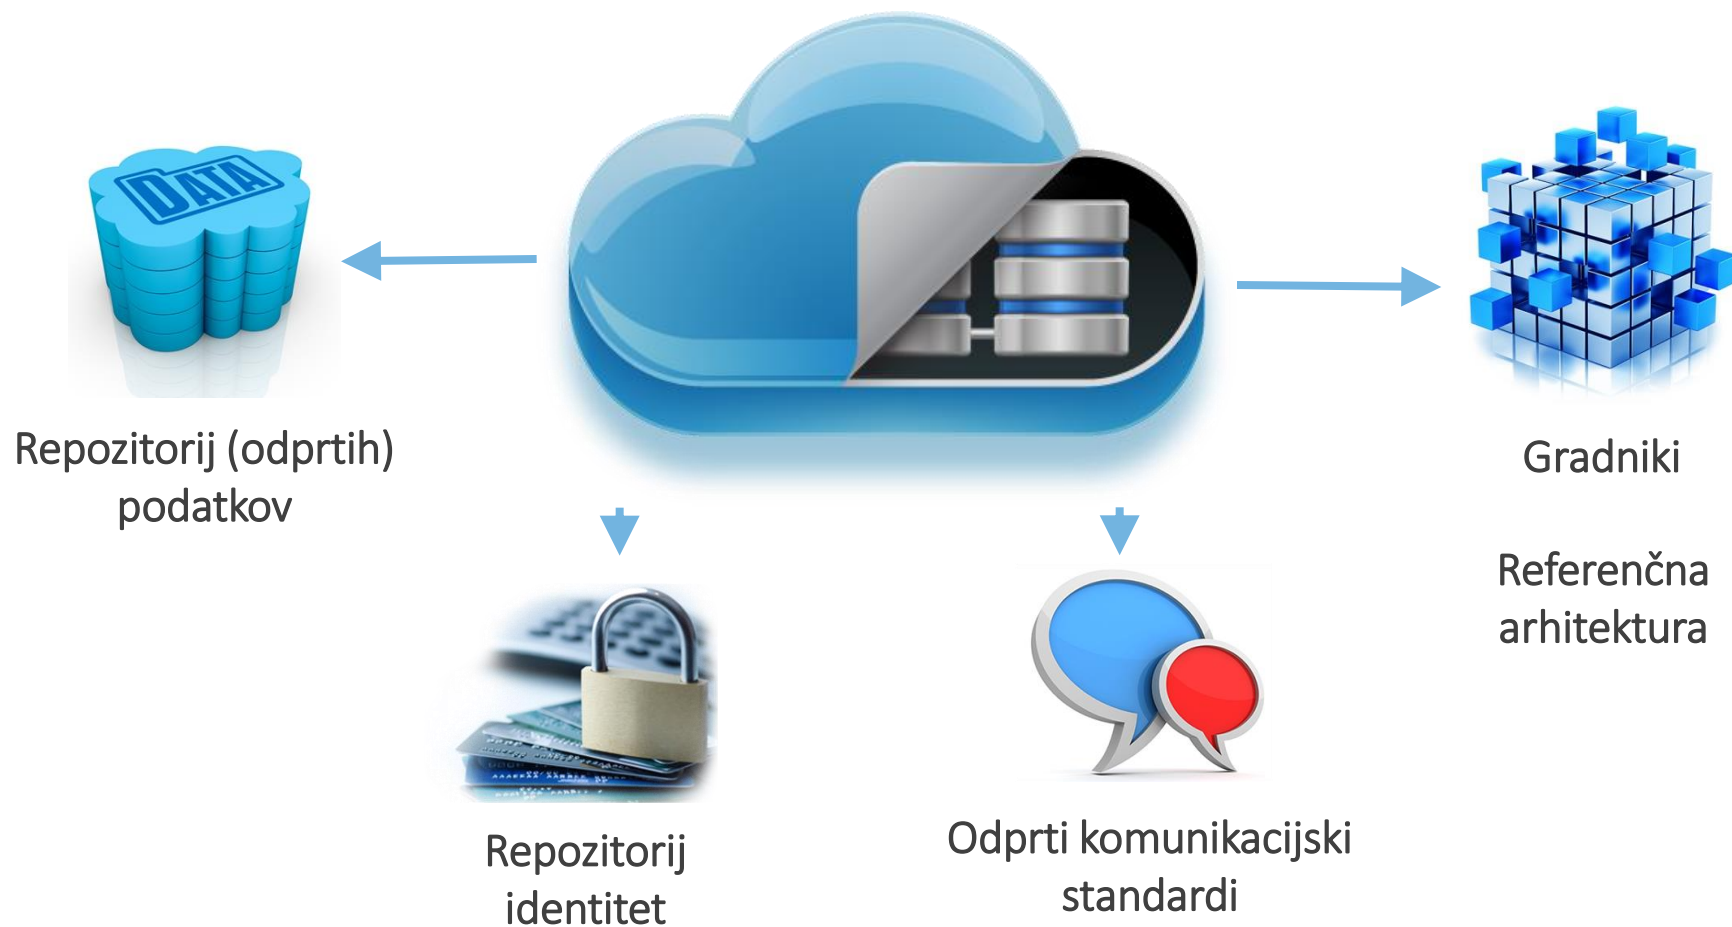 DATA
Repozitorij (odprtih)
podatkov
Gradniki
Referenčna
arhitektura
Repozitorij
identitet
Odprti komunikacijski
standardi